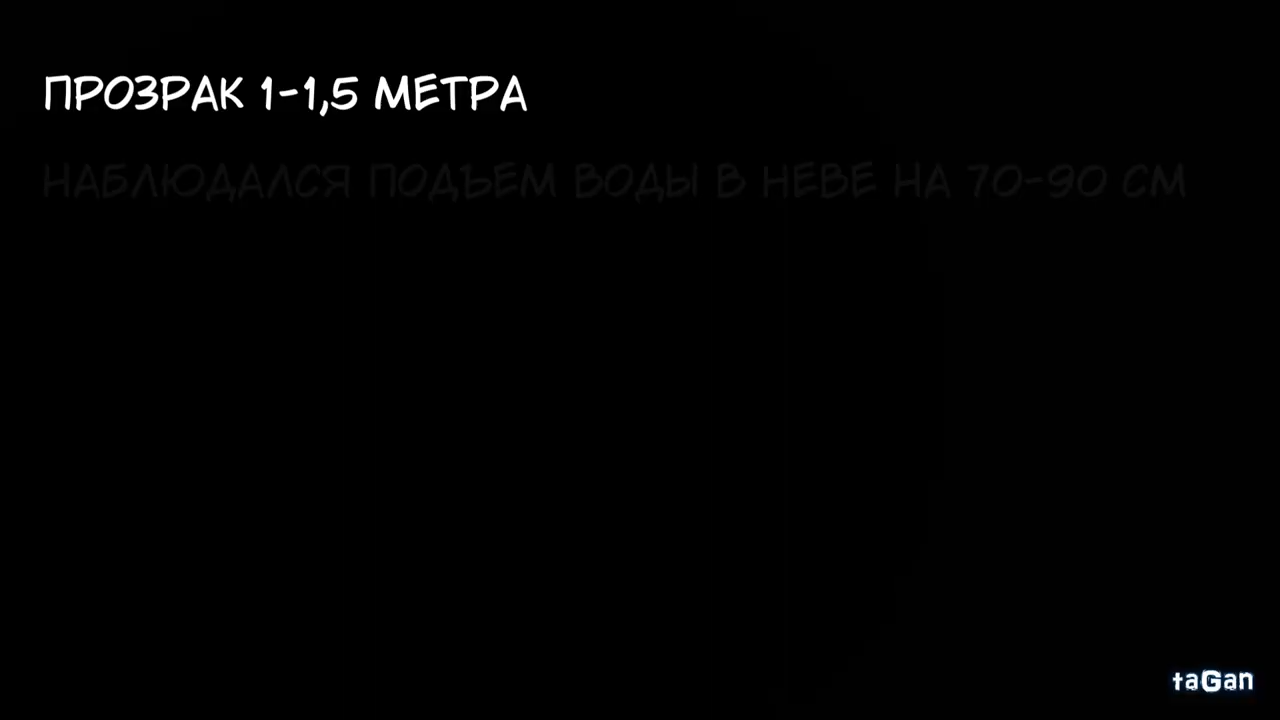 ПРОЗРАК 1-1,5 МЕТРА
НАБЛЮДАЛСЯ ПОДЪЕМ ВОДЫ В НЕВЕ НА 70-90 СМ
taGan